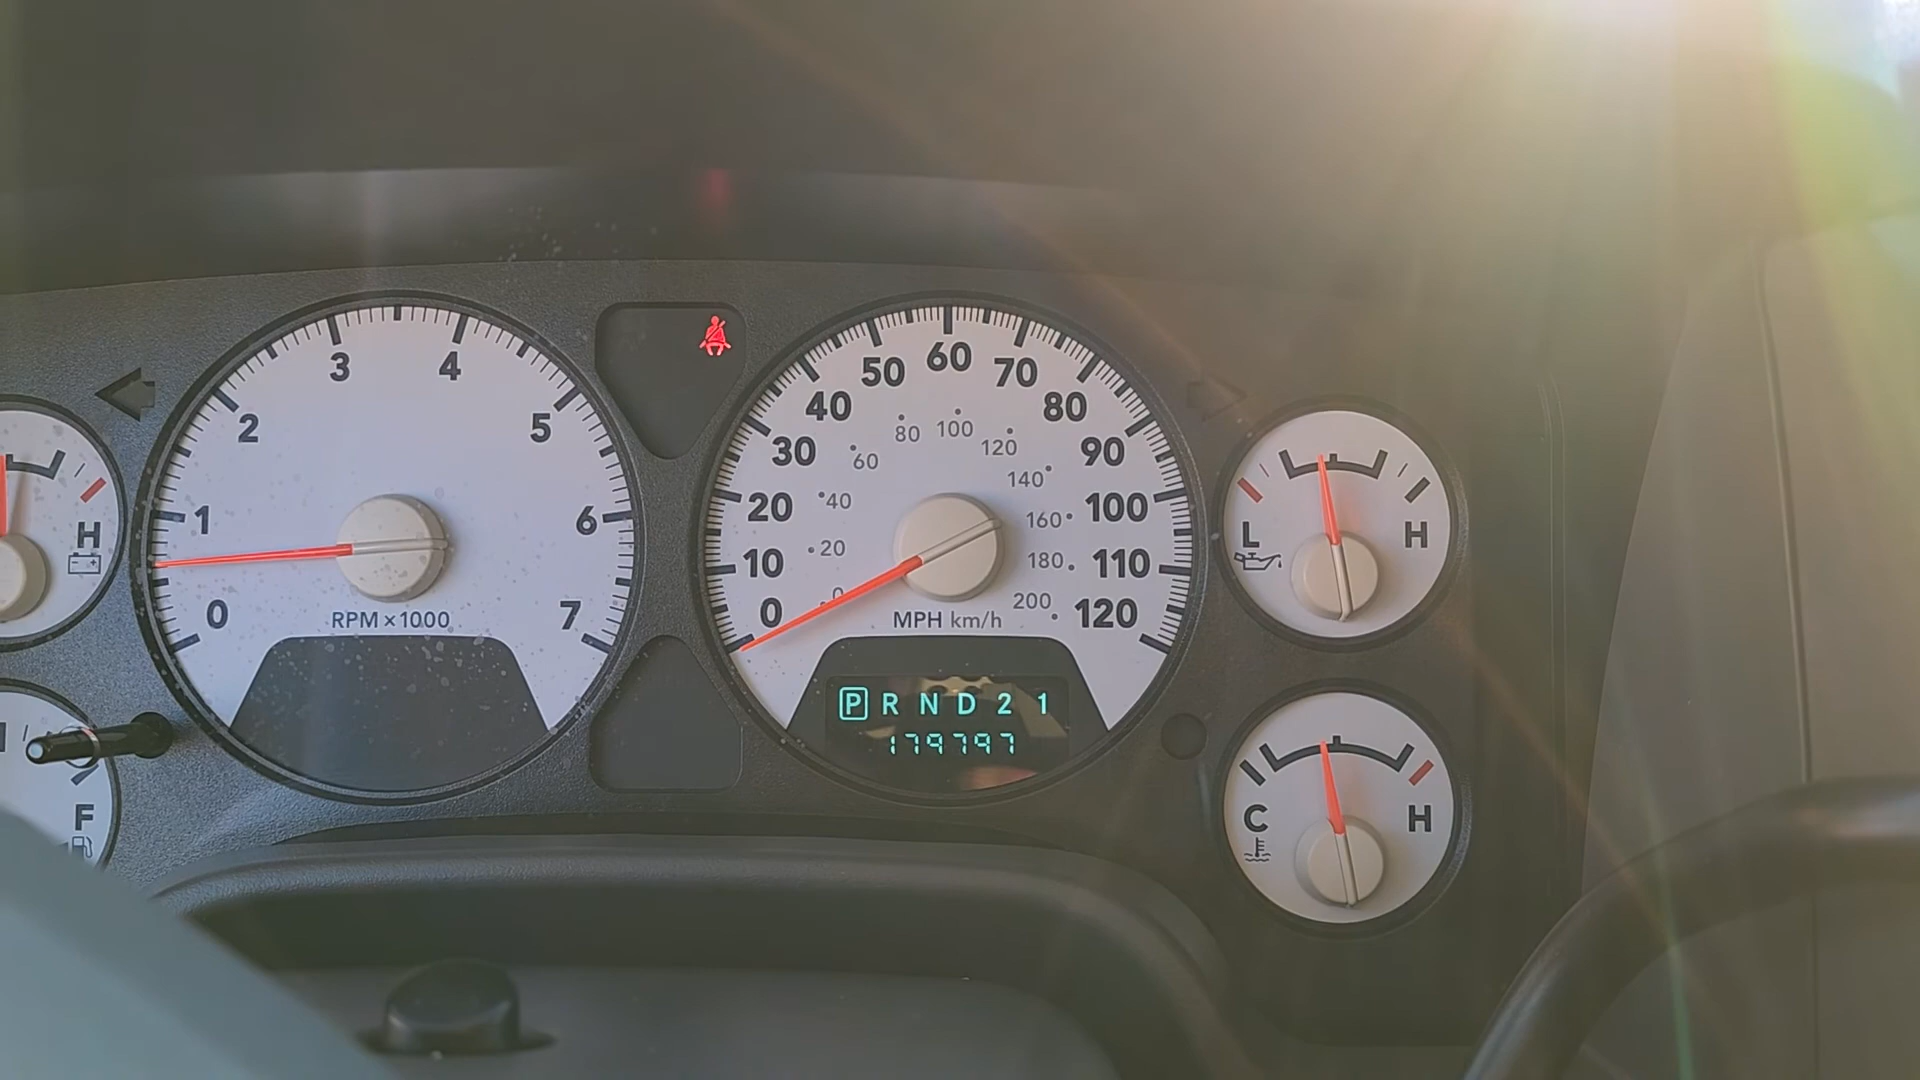 0 1 2 3 4 5 6 7
RPM × 1000
0 10 20 30 40 50 60 70 80 90 100 110 120
0 20 40 60 80 100 120 140 160 180 200
MPH km/h
P R N D 2 1
179797
H
F
L H
C H